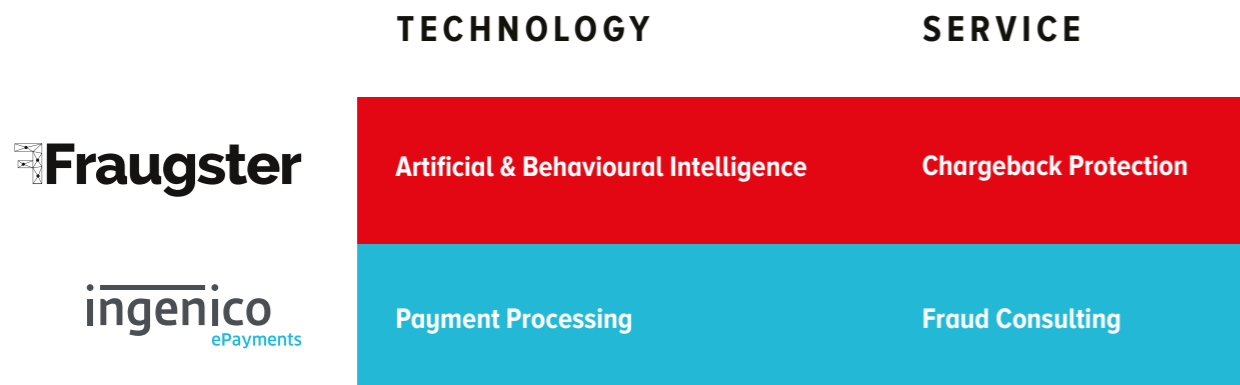 TECHNOLOGY SERVICE
Fraugster Artificial & Behavioural Intelligence Chargeback Protection
ingenico
ePayments
Payment Processing Fraud Consulting